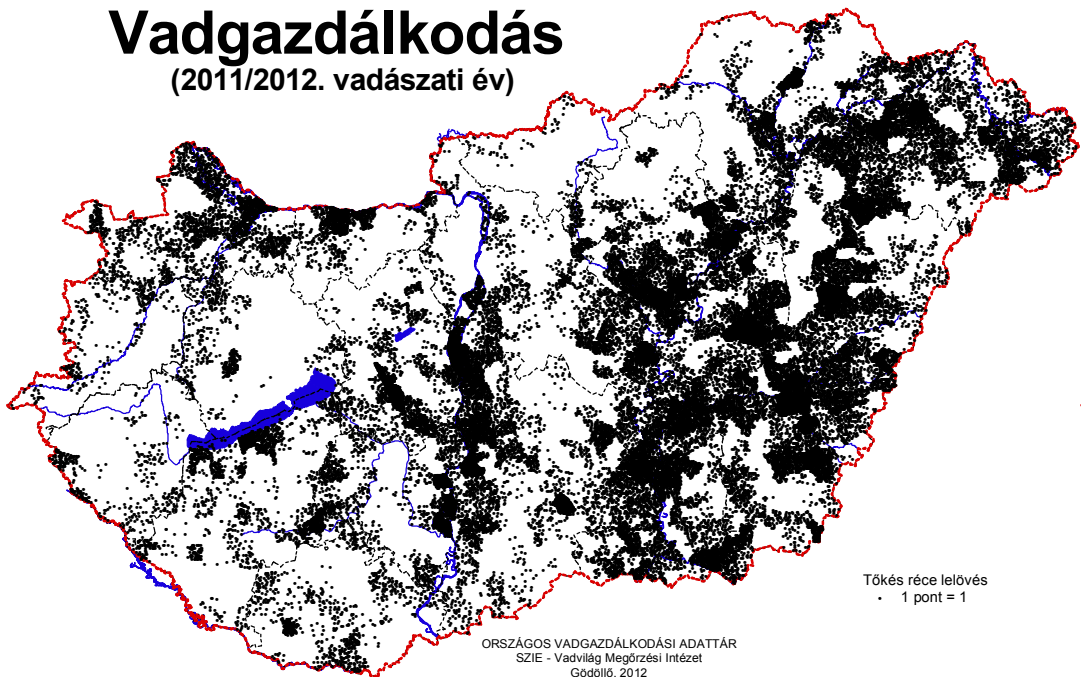 Vadgazdálkodás
(2011/2012. vadászati év)
Tőkés réce lelövés
1 pont = 1
ORSZÁGOS VADGAZDÁLKODÁSI ADATTÁR
SZIE - Vadvilág Megőrzési Intézet
Gödöllő, 2012